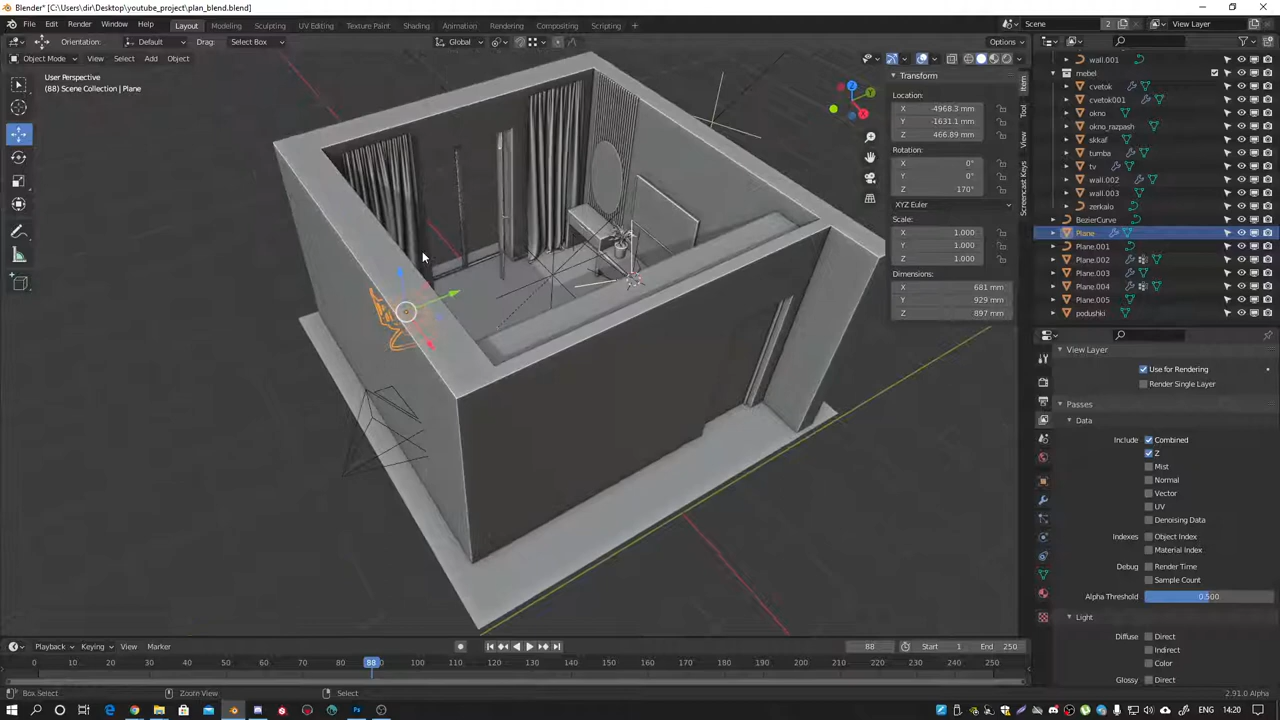 Blender* [C:\Users\dir\Desktop\youtube_project\plan_blend.blend]
File Edit Render Window Help Layout Modeling Sculpting UV Editing Texture Paint Shading Animation Rendering Compositing Scripting Scene 2 View Layer
Orientation: Default Drag: Select Box Global Options
Object Mode View Select Add Object
User Perspective
(88) Scene Collection | Plane
Transform
Location:
X -4968.3 mm
Y -1631.1 mm
Z 466.89 mm
Rotation:
X 0°
Y 0°
Z 170°
XYZ Euler
Scale:
X 1.000
Y 1.000
Z 1.000
Dimensions:
X 681 mm
Y 929 mm
Z 897 mm
Item
Tool
View
Screencast Keys
wall.001
mebel
cvetok
cvetok001
okno
okno_razpash
skkaf
tumba
tv
wall.002
wall.003
zerkalo
BezierCurve
Plane
Plane.001
Plane.002
Plane.003
Plane.004
Plane.005
podushki
View Layer
Use for Rendering
Render Single Layer
Passes
Data
Include Combined
Z
Mist
Normal
Vector
UV
Denoising Data
Indexes Object Index
Material Index
Debug Render Time
Sample Count
Alpha Threshold 0.500
Light
Diffuse Direct
Indirect
Color
Glossy Direct
Playback Keying View Marker 88 Start 1 End 250
0 10 20 30 40 50 60 70 80 88 100 110 120 130 140 150 160 170 180 190 200 210 220 230 240 250
Box Select Zoom View Select 2.91.0 Alpha
ENG 14:20